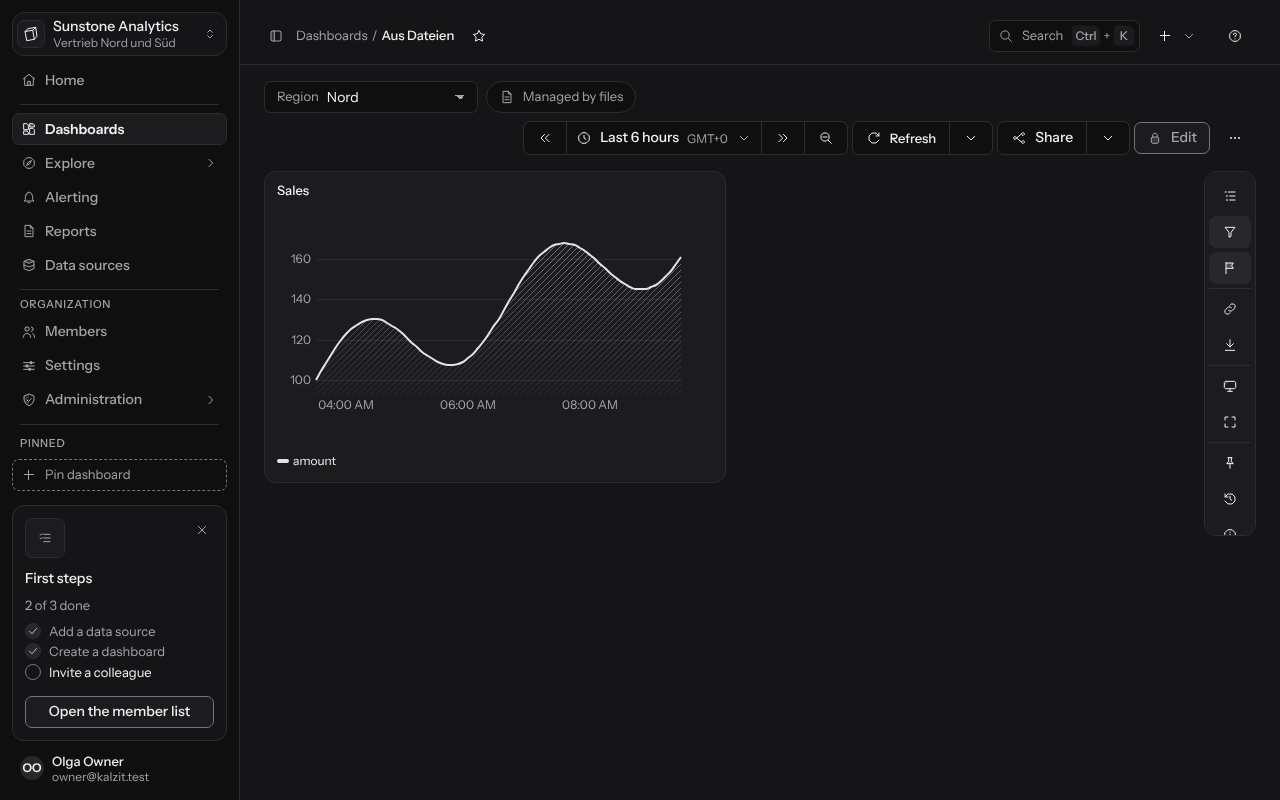 Sunstone Analytics
Vertrieb Nord und Süd
Home
Dashboards
Explore
Alerting
Reports
Data sources
ORGANIZATION
Members
Settings
Administration
PINNED
Pin dashboard
First steps
2 of 3 done
Add a data source
Create a dashboard
Invite a colleague
Open the member list
OO
Olga Owner
owner@kalzit.test
Dashboards / Aus Dateien
Search Ctrl + K
Region Nord
Managed by files
Last 6 hours GMT+0
Refresh
Share
Edit
Sales
160
140
120
100
04:00 AM 06:00 AM 08:00 AM
amount